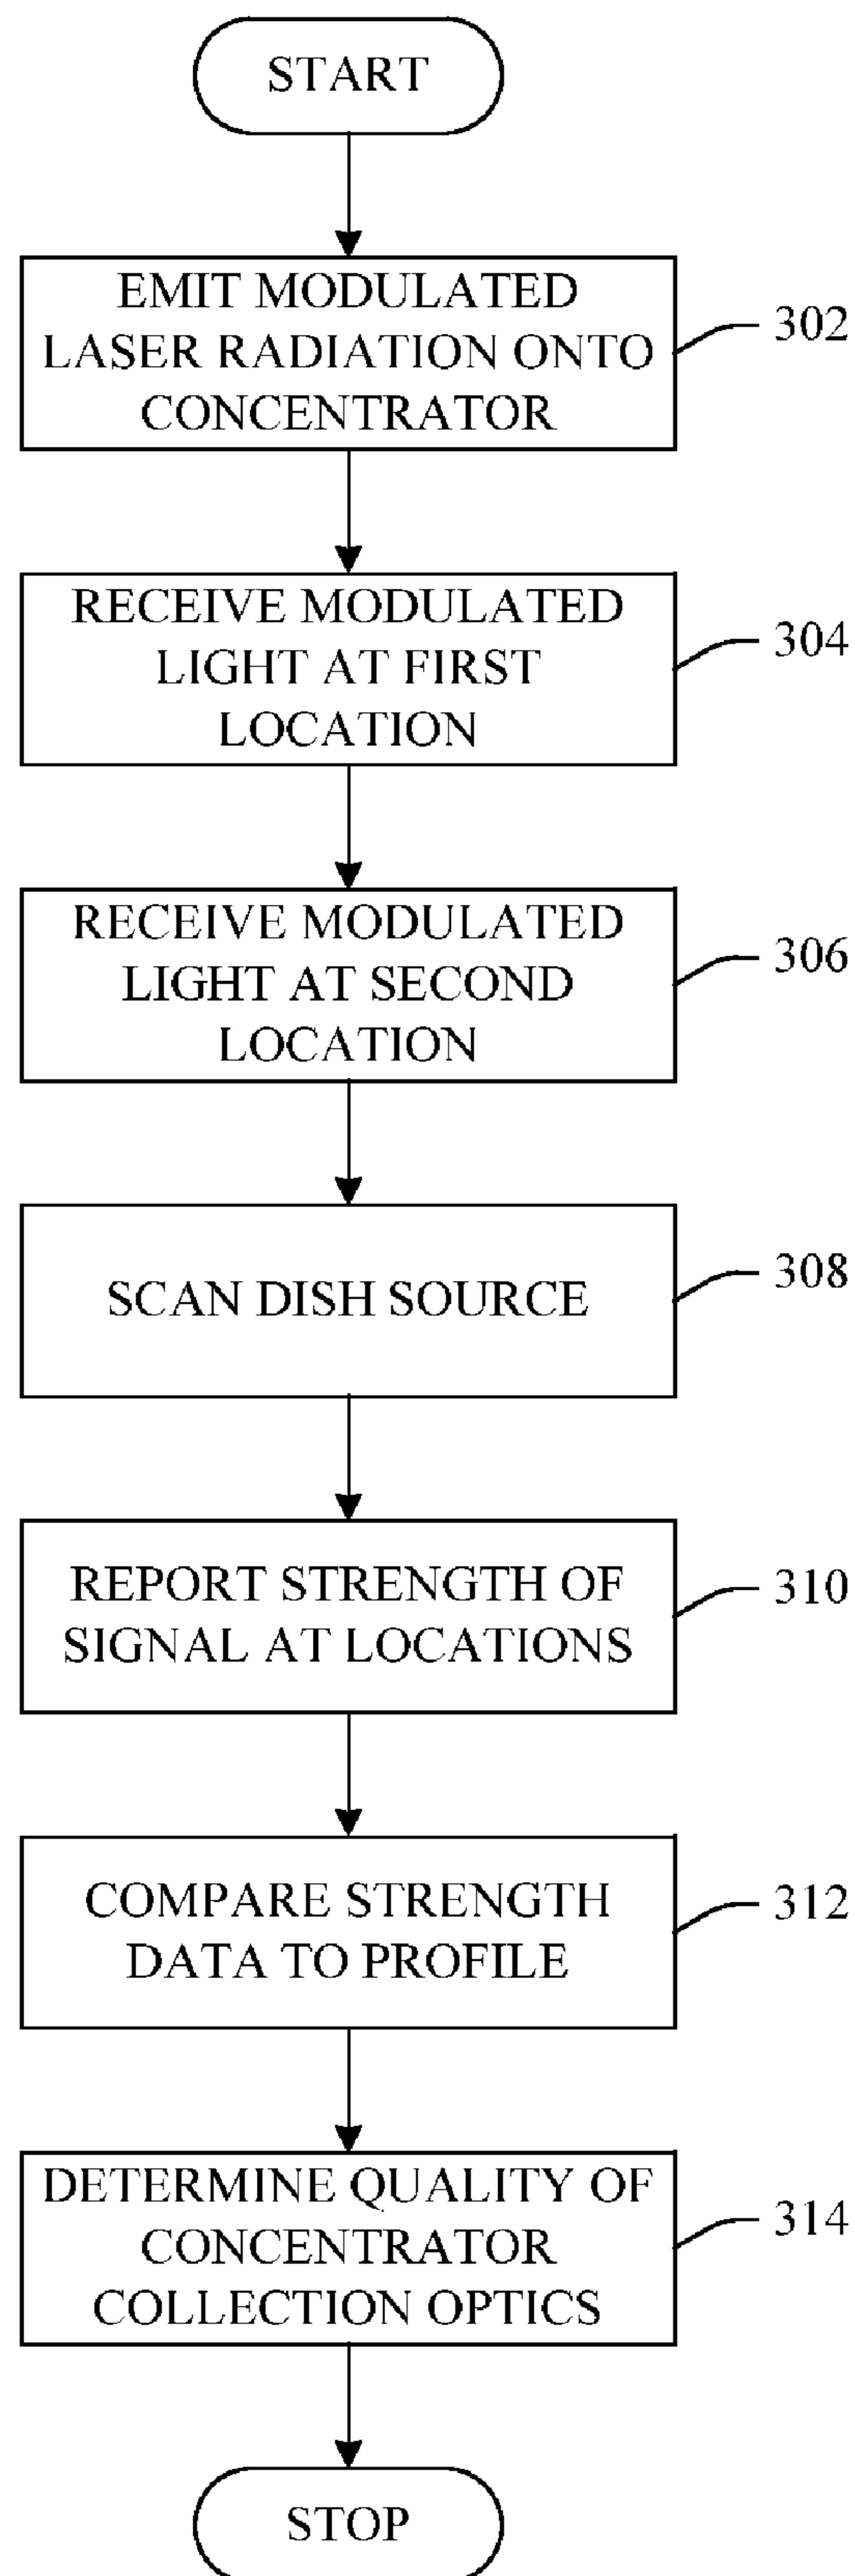 START
EMIT MODULATED
LASER RADIATION ONTO
CONCENTRATOR
302
RECEIVE MODULATED
LIGHT AT FIRST
LOCATION
304
RECEIVE MODULATED
LIGHT AT SECOND
LOCATION
306
SCAN DISH SOURCE
308
REPORT STRENGTH OF
SIGNAL AT LOCATIONS
310
COMPARE STRENGTH
DATA TO PROFILE
312
DETERMINE QUALITY OF
CONCENTRATOR
COLLECTION OPTICS
314
STOP